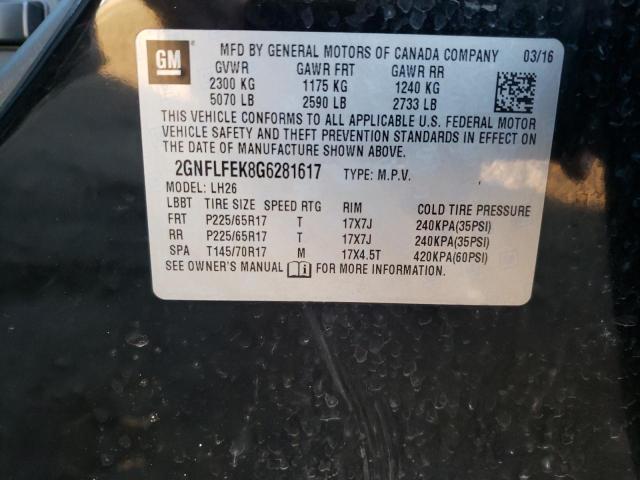 GM
MFD BY GENERAL MOTORS OF CANADA COMPANY 03/16
GVWR GAWR FRT GAWR RR
2300 KG 1175 KG 1240 KG
5070 LB 2590 LB 2733 LB
THIS VEHICLE CONFORMS TO ALL APPLICABLE U.S. FEDERAL MOTOR
VEHICLE SAFETY AND THEFT PREVENTION STANDARDS IN EFFECT ON
THE DATE OF MANUFACTURE SHOWN ABOVE.
2GNFLFEK8G6281617 TYPE: M.P.V.
MODEL: LH26
LBBT TIRE SIZE SPEED RTG RIM COLD TIRE PRESSURE
FRT P225/65R17 T 17X7J 240KPA(35PSI)
RR P225/65R17 T 17X7J 240KPA(35PSI)
SPA T145/70R17 M 17X4.5T 420KPA(60PSI)
SEE OWNER'S MANUAL FOR MORE INFORMATION.